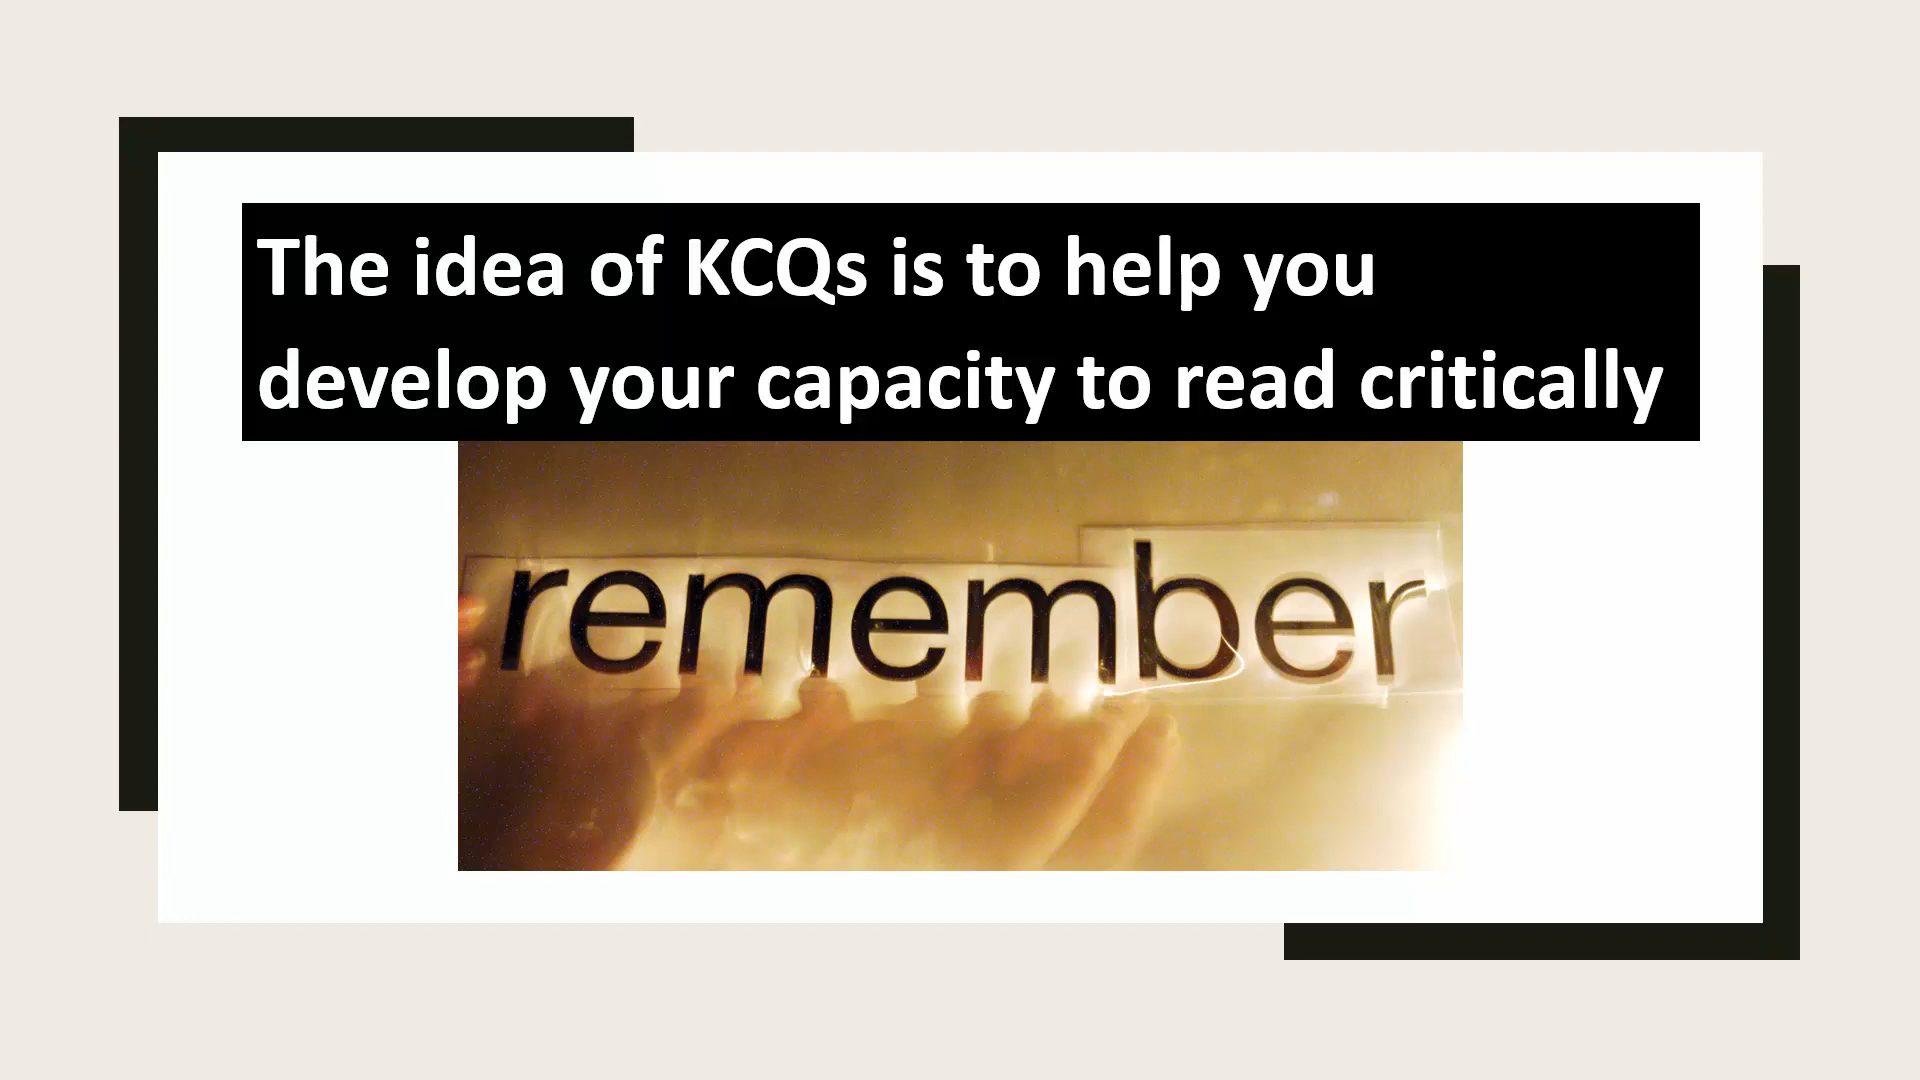 The idea of KCQs is to help you
develop your capacity to read critically
remember